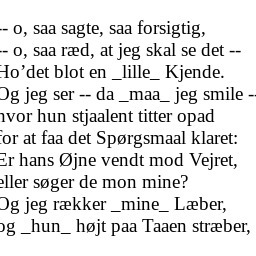 -- o, saa sagte, saa forsigtig,
-- o, saa ræd, at jeg skal se det --
Ho’det blot en _lille_ Kjende.
Og jeg ser -- da _maa_ jeg smile --
hvor hun stjaalent titter opad
for at faa det Spørgsmaal klaret:
Er hans Øjne vendt mod Vejret,
eller søger de mon mine?
Og jeg rækker _mine_ Læber,
og _hun_ højt paa Taaen stræber,